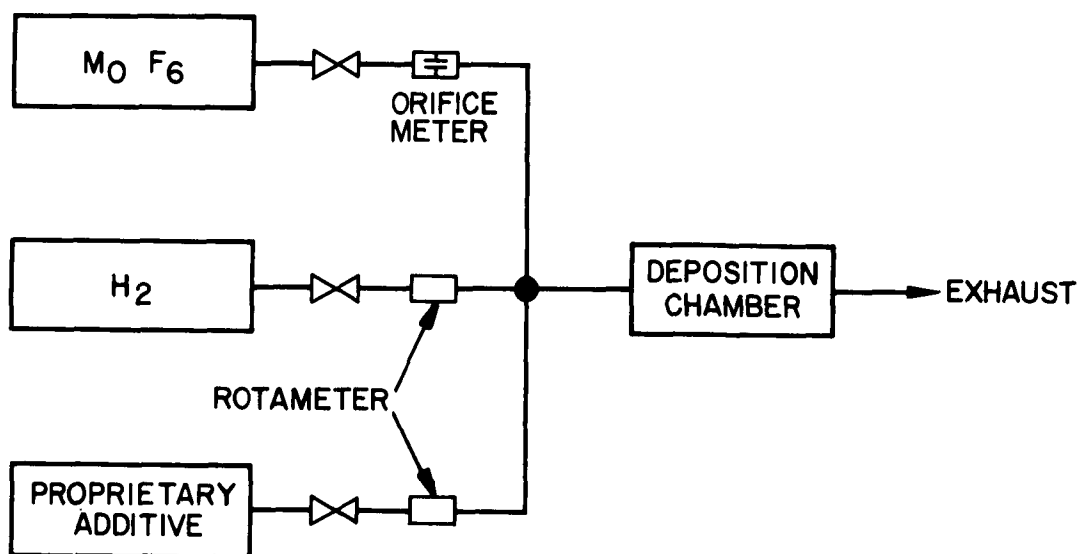 Mo F6
ORIFICE
METER
H2
DEPOSITION
CHAMBER
EXHAUST
ROTAMETER
PROPRIETARY
ADDITIVE